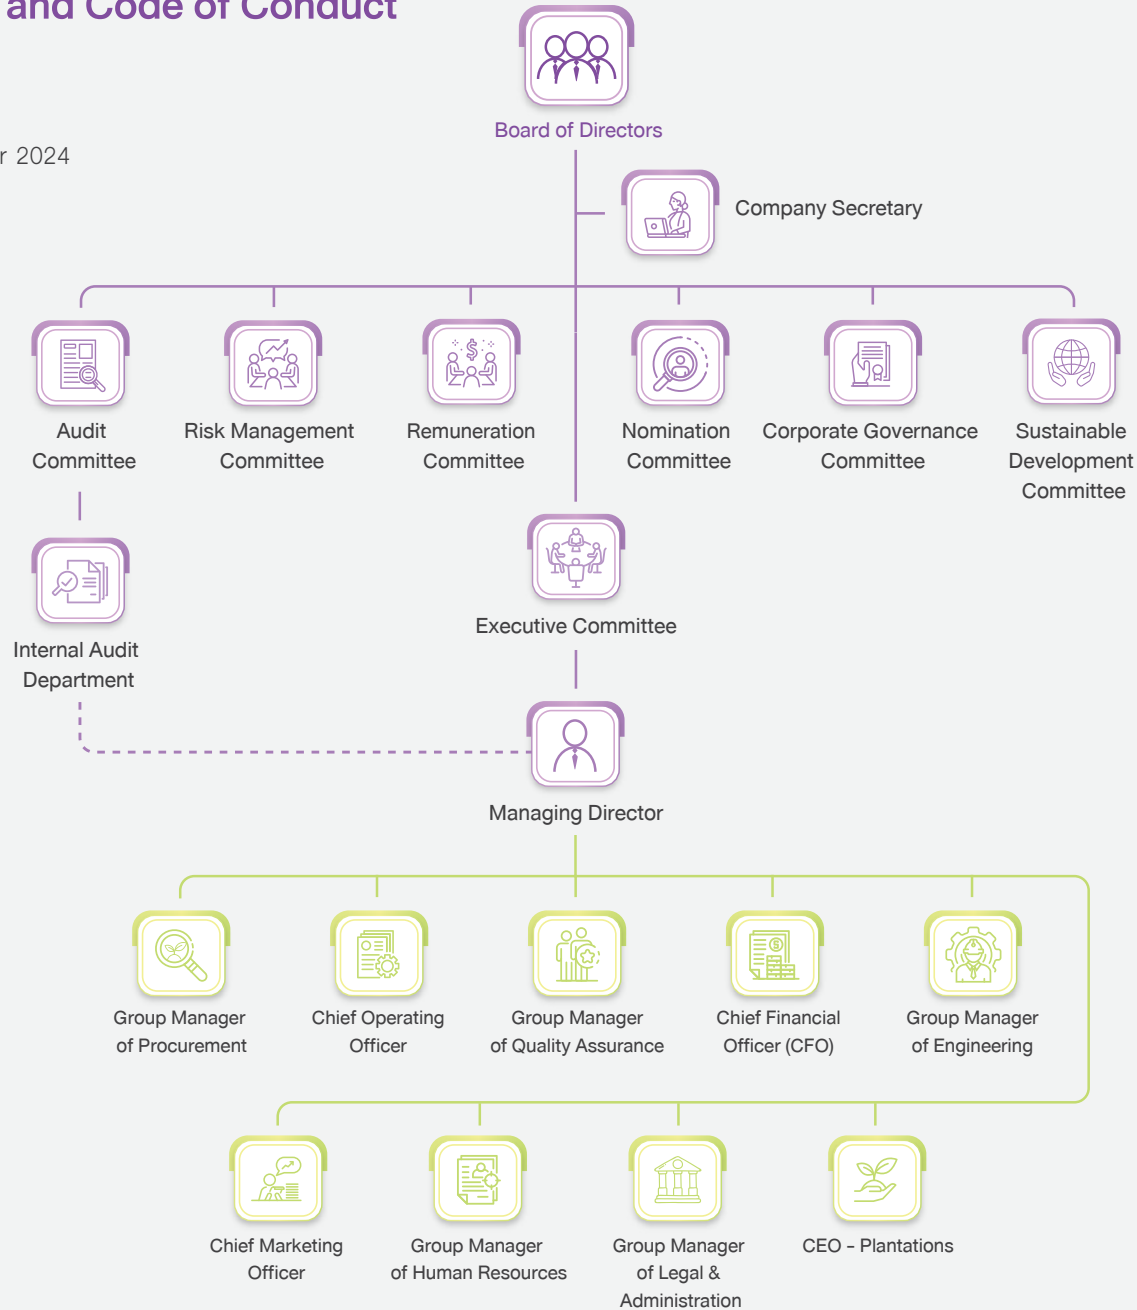 and Code of Conduct
Board of Directors
r 2024
Company Secretary
Audit
Committee
Risk Management
Committee
Remuneration
Committee
Nomination
Committee
Corporate Governance
Committee
Sustainable
Development
Committee
Internal Audit
Department
Executive Committee
Managing Director
Group Manager
of Procurement
Chief Operating
Officer
Group Manager
of Quality Assurance
Chief Financial
Officer (CFO)
Group Manager
of Engineering
Chief Marketing
Officer
Group Manager
of Human Resources
Group Manager
of Legal &
Administration
CEO - Plantations